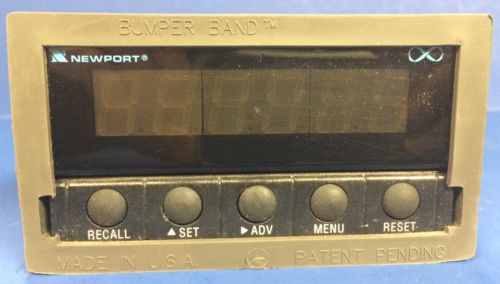 BUMPER BAND™
NEWPORT®
RECALL ▲SET ▶ADV MENU RESET
MADE IN U.S.A. PATENT PENDING